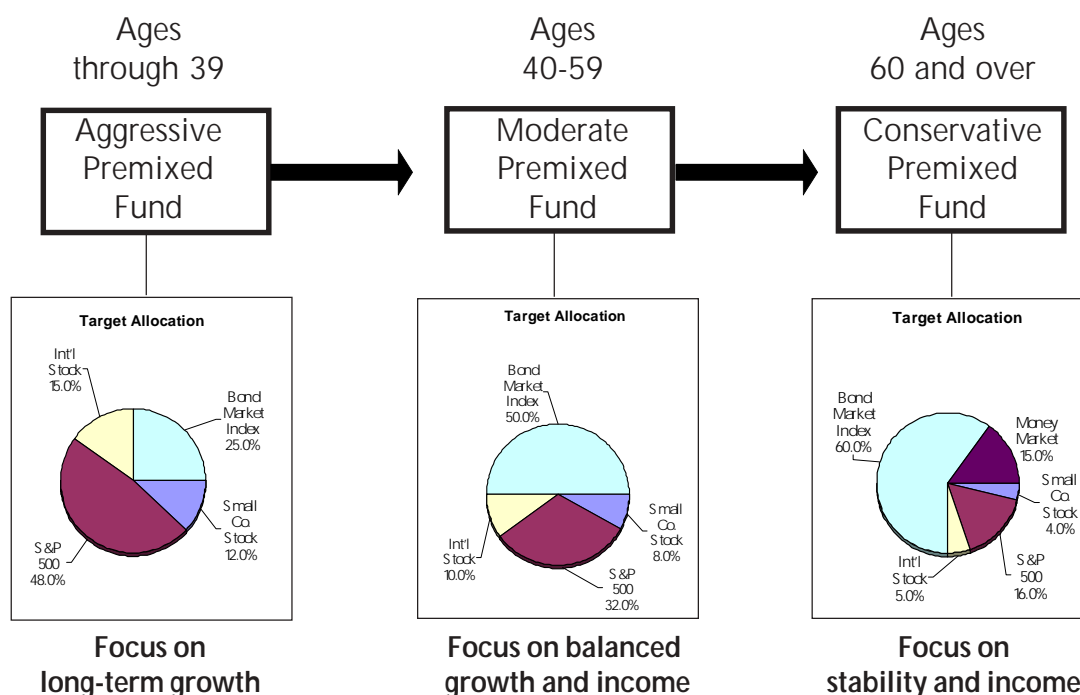 Ages
through 39
Ages
40-59
Ages
60 and over
Aggressive
Premixed
Fund
Moderate
Premixed
Fund
Conservative
Premixed
Fund
Target Allocation
Int'l
Stock
15.0%
Bond
Market
Index
25.0%
Small
Co.
Stock
12.0%
S&P
500
48.0%
Target Allocation
Bond
Market
Index
50.0%
Small
Co.
Stock
8.0%
Int'l
Stock
10.0%
S&P
500
32.0%
Target Allocation
Bond
Market
Index
60.0%
Money
Market
15.0%
Small
Co.
Stock
4.0%
Int'l
Stock
5.0%
S&P
500
16.0%
Focus on
long-term growth
Focus on balanced
growth and income
Focus on
stability and income